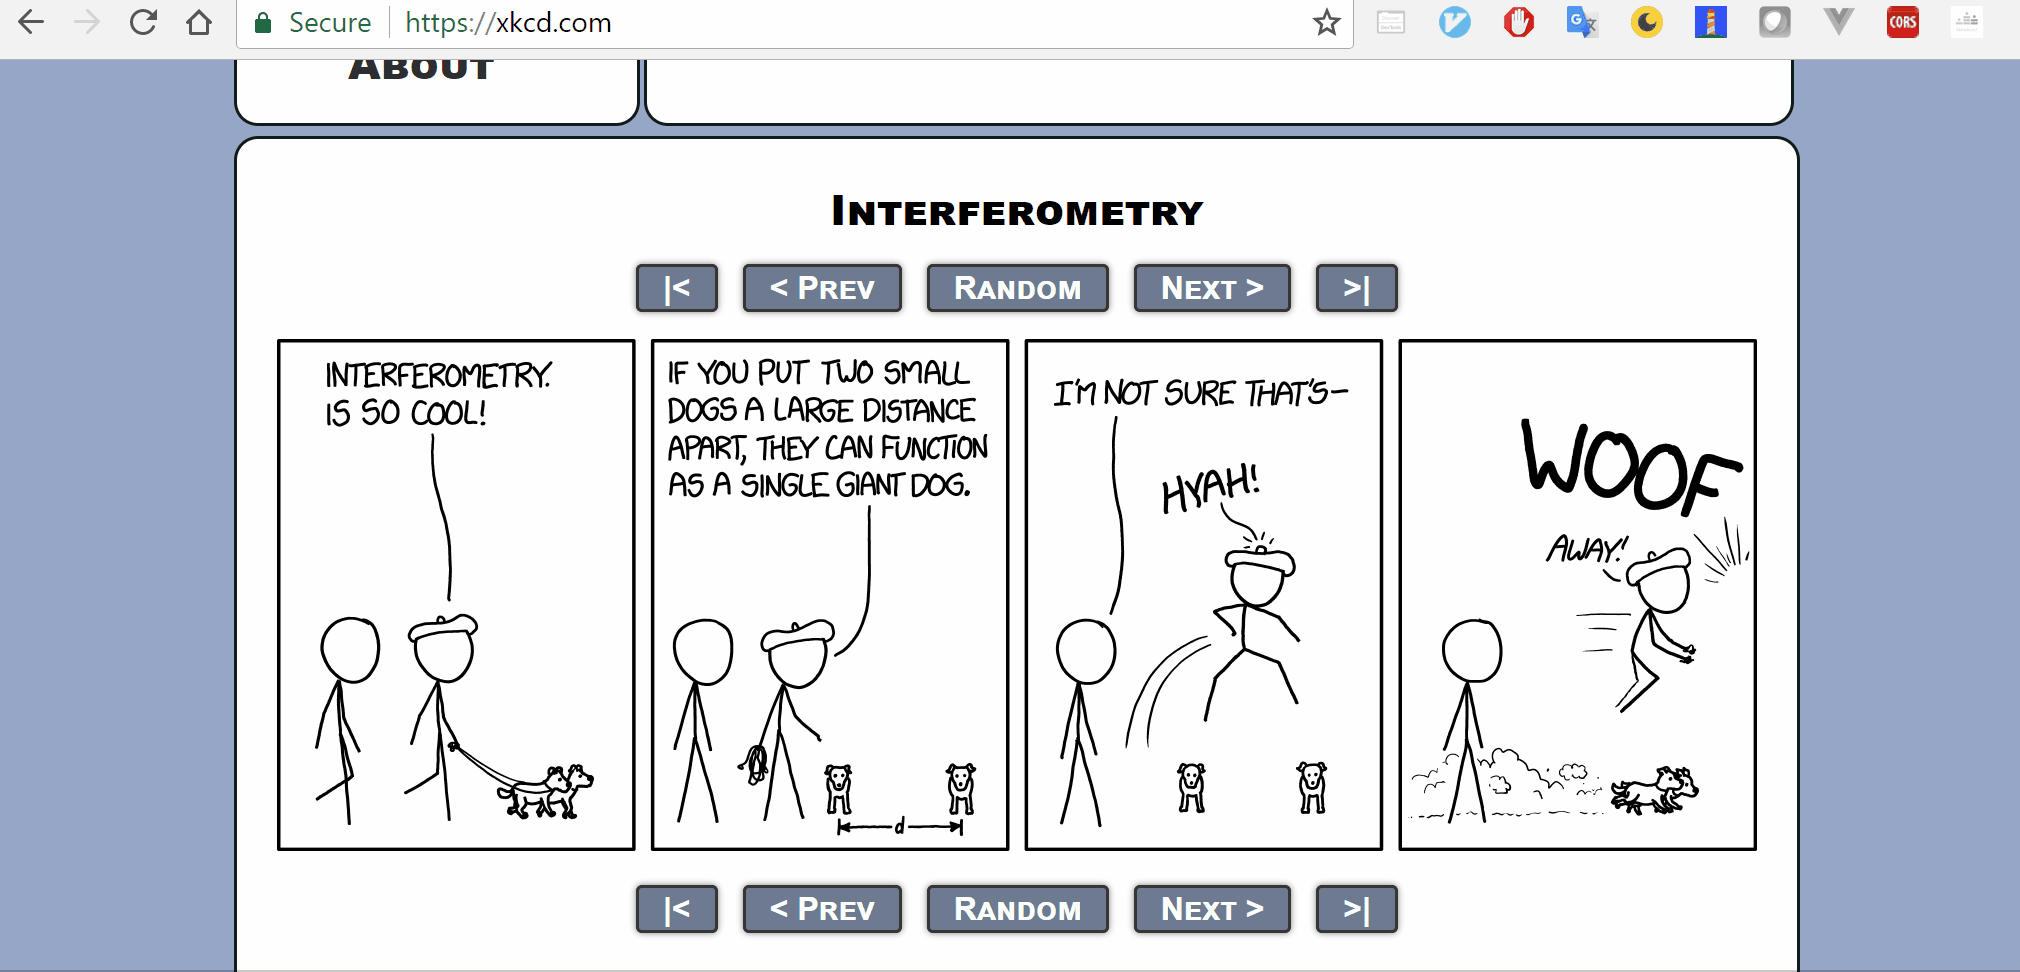 Secure https://xkcd.com
CORS
ABOUT
INTERFEROMETRY
|< < PREV RANDOM NEXT > >|
INTERFEROMETRY.
IS SO COOL!
IF YOU PUT TWO SMALL
DOGS A LARGE DISTANCE
APART, THEY CAN FUNCTION
AS A SINGLE GIANT DOG.
d
I'M NOT SURE THAT'S—
HYAH!
WOOF
AWAY!
|< < PREV RANDOM NEXT > >|